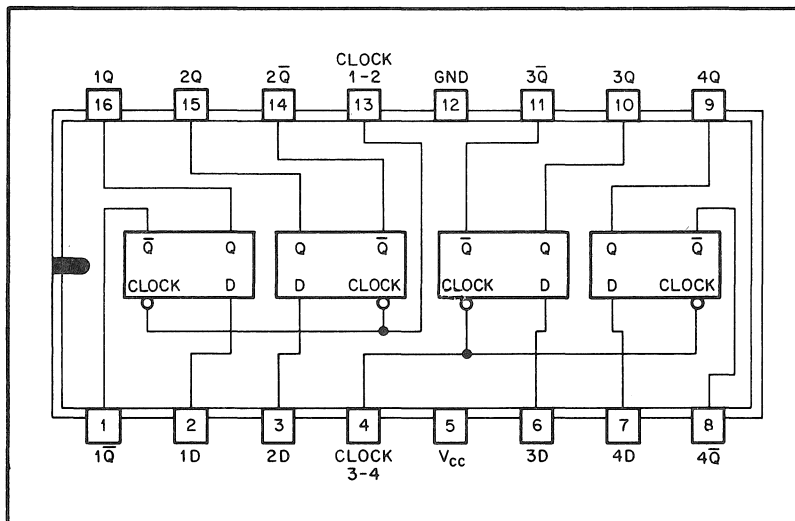 1Q 2Q 2Q̅ CLOCK 1-2 GND 3Q̅ 3Q 4Q
16 15 14 13 12 11 10 9
Q̅ Q Q Q̅ Q̅ Q Q Q̅
CLOCK D D CLOCK CLOCK D D CLOCK
1 2 3 4 5 6 7 8
1Q̅ 1D 2D CLOCK 3-4 VCC 3D 4D 4Q̅